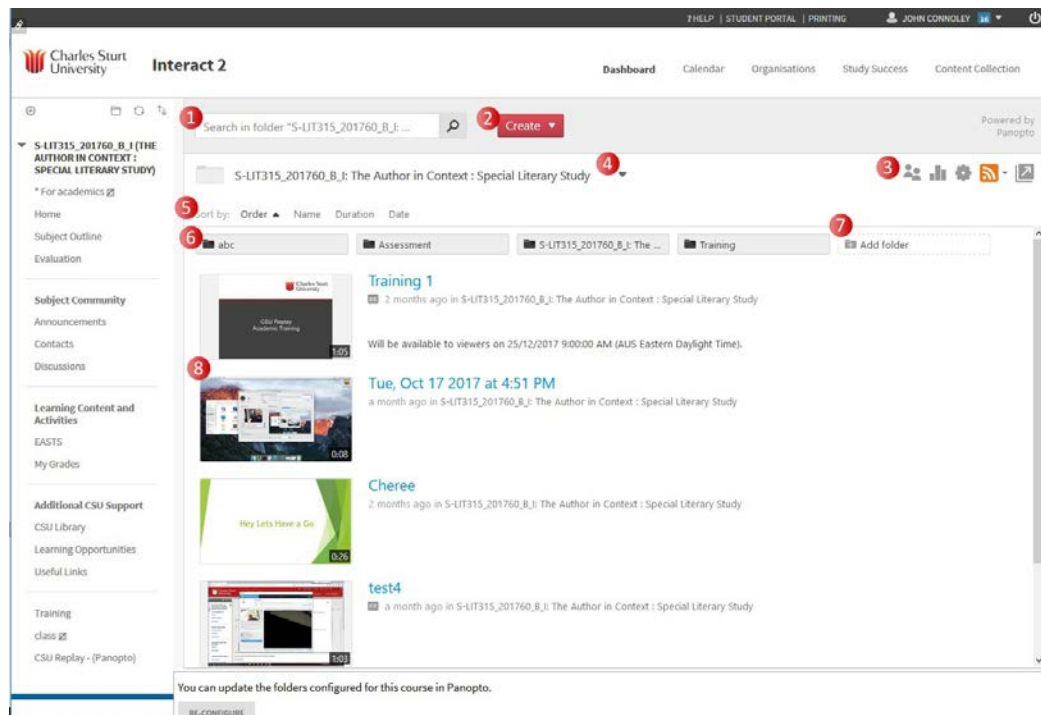 ? HELP | STUDENT PORTAL | PRINTING JOHN CONNOLEY 16
Charles Sturt
University
Interact 2
Dashboard Calendar Organisations Study Success Content Collection
1 Search in folder "S-LIT315_201760_B_I: ...
2 Create
Powered by
Panopto
S-LIT315_201760_B_I (THE
AUTHOR IN CONTEXT :
SPECIAL LITERARY STUDY)
* For academics
Home
Subject Outline
Evaluation
Subject Community
Announcements
Contacts
Discussions
Learning Content and
Activities
EASTS
My Grades
Additional CSU Support
CSU Library
Learning Opportunities
Useful Links
Training
class
CSU Replay - (Panopto)
S-LIT315_201760_B_I: The Author in Context : Special Literary Study 4
3
5 Sort by: Order Name Duration Date
6 abc Assessment S-LIT315_201760_B_I: The ... Training 7 Add folder
Charles Sturt
University
CSU Replay
Academic Training
1:05
Training 1
2 months ago in S-LIT315_201760_B_I: The Author in Context : Special Literary Study
Will be available to viewers on 25/12/2017 9:00:00 AM (AUS Eastern Daylight Time).
8
0:08
Tue, Oct 17 2017 at 4:51 PM
a month ago in S-LIT315_201760_B_I: The Author in Context : Special Literary Study
Hey Lets Have a Go
0:26
Cheree
2 months ago in S-LIT315_201760_B_I: The Author in Context : Special Literary Study
1:03
test4
a month ago in S-LIT315_201760_B_I: The Author in Context : Special Literary Study
You can update the folders configured for this course in Panopto.
RE-CONFIGURE